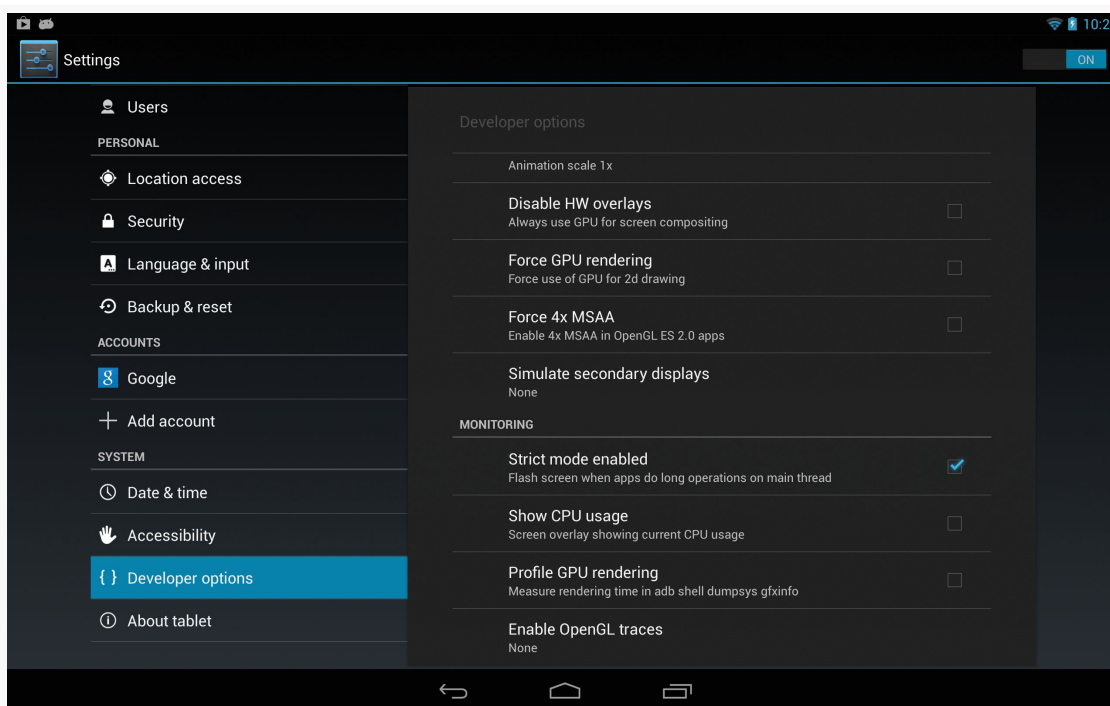 10:2
Settings
ON
Users
PERSONAL
Location access
Security
A
Language & input
Backup & reset
ACCOUNTS
8
Google
Add account
SYSTEM
Date & time
Accessibility
{ } Developer options
About tablet
Developer options
Animation scale 1x
Disable HW overlays
Always use GPU for screen compositing
Force GPU rendering
Force use of GPU for 2d drawing
Force 4x MSAA
Enable 4x MSAA in OpenGL ES 2.0 apps
Simulate secondary displays
None
MONITORING
Strict mode enabled
Flash screen when apps do long operations on main thread
Show CPU usage
Screen overlay showing current CPU usage
Profile GPU rendering
Measure rendering time in adb shell dumpsys gfxinfo
Enable OpenGL traces
None